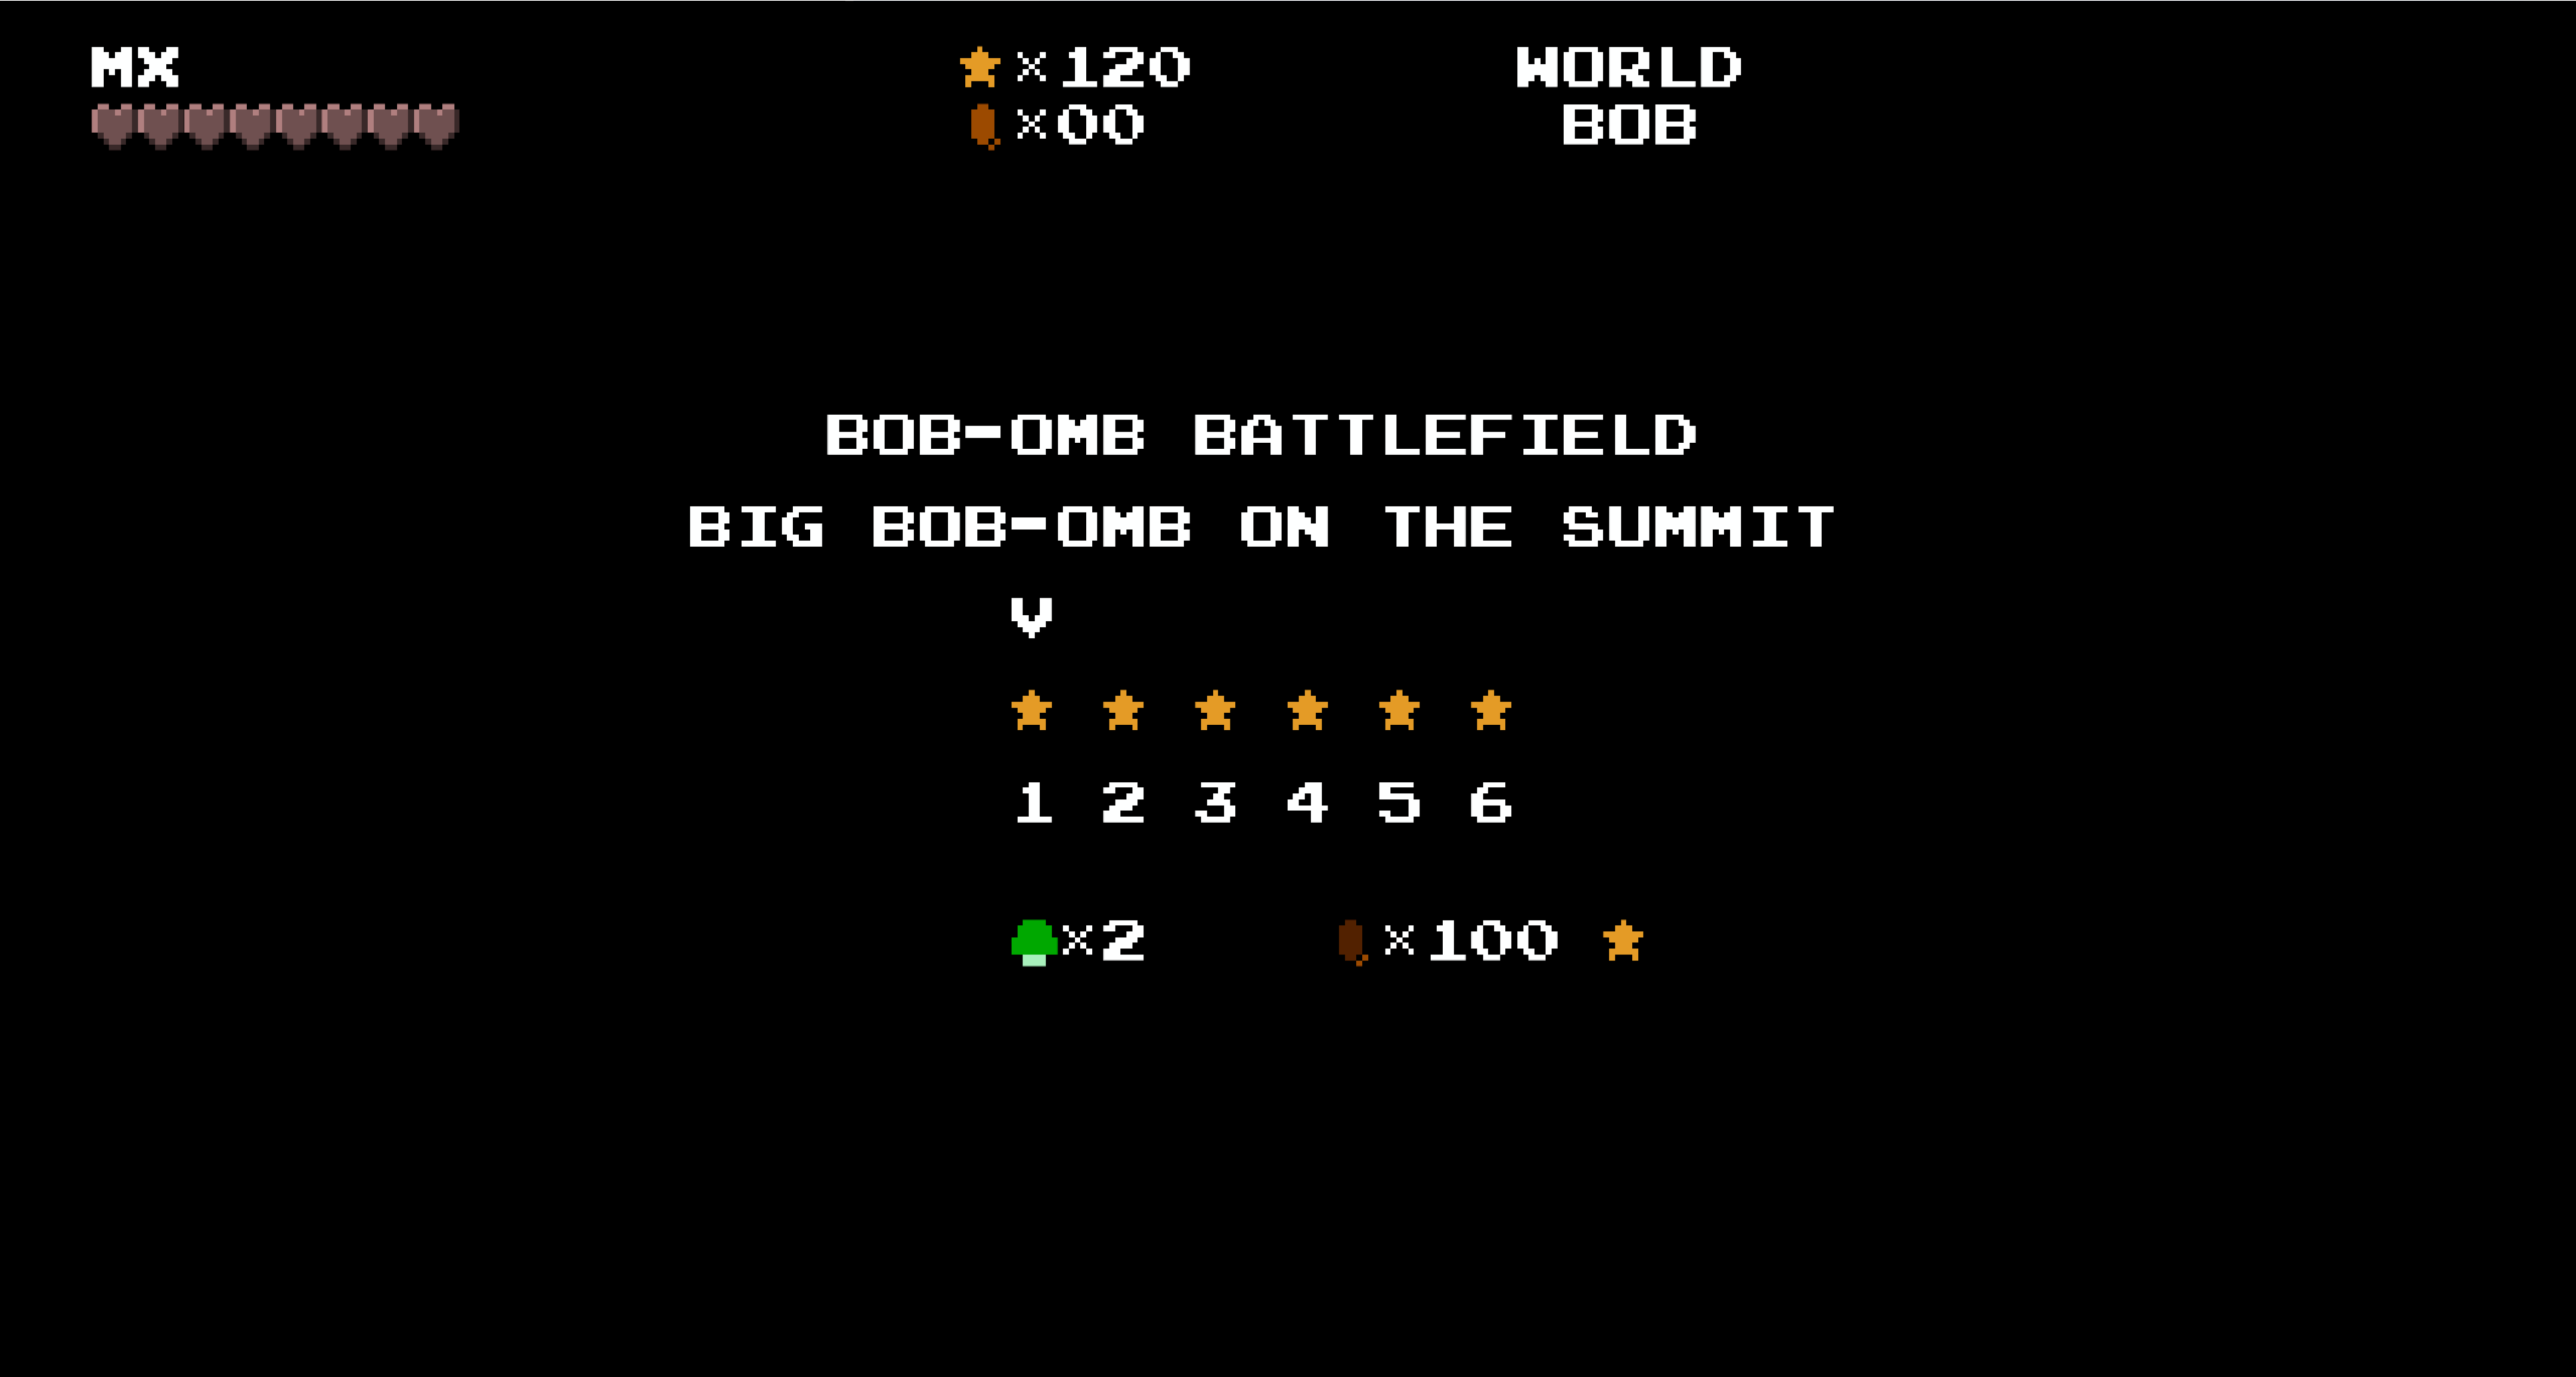 MX
×120
WORLD
×00
BOB
BOB-OMB BATTLEFIELD
BIG BOB-OMB ON THE SUMMIT
V
1 2 3 4 5 6
×2
×100